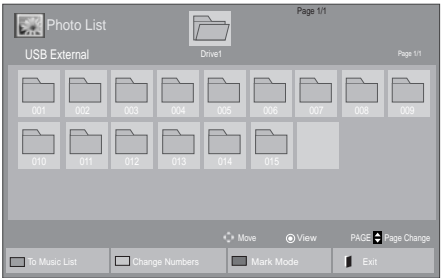 Page 1/1
Photo List
USB External Drive1 Page 1/1
001 002 003 004 005 006 007 008 009
010 011 012 013 014 015
Move View PAGE Page Change
To Music List Change Numbers Mark Mode Exit